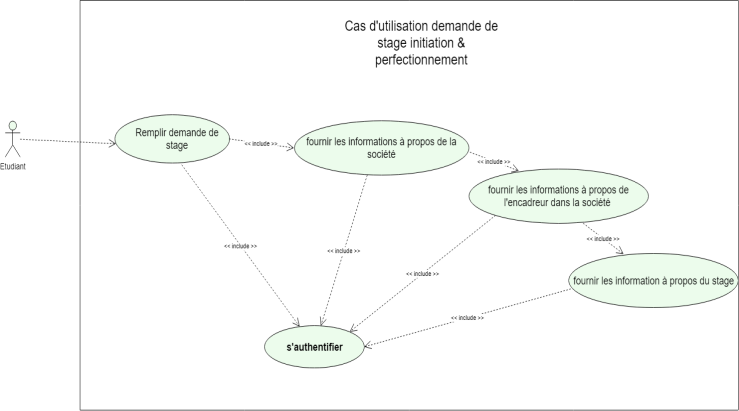 Cas d'utilisation demande de
stage initiation &
perfectionnement
Remplir demande de
stage
<< include >>
fournir les informations à propos de la
société
<< include >>
Etudiant
fournir les informations à propos de
l'encadreur dans la société
<< include >>
<< include >>
<< include >>
<< include >>
fournir les information à propos du stage
<< include >>
s'authentifier